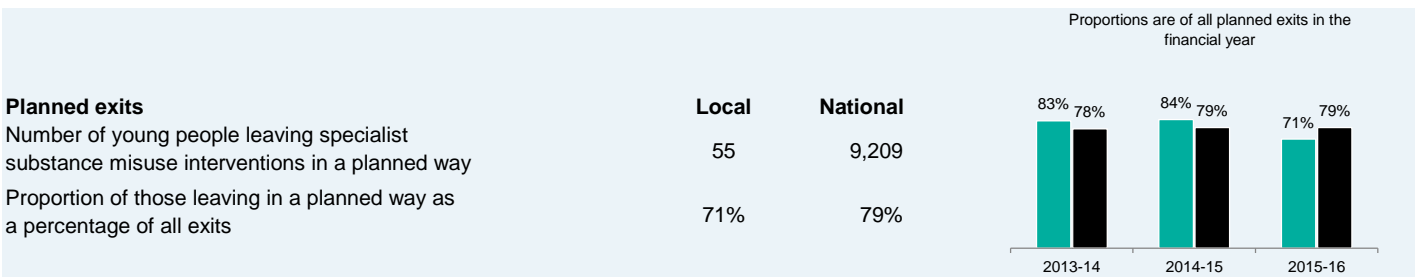 Proportions are of all planned exits in the
financial year
Planned exits Local National
Number of young people leaving specialist
substance misuse interventions in a planned way
55 9,209
Proportion of those leaving in a planned way as
a percentage of all exits
71% 79%
83% 78% 84% 79% 71% 79%
2013-14 2014-15 2015-16